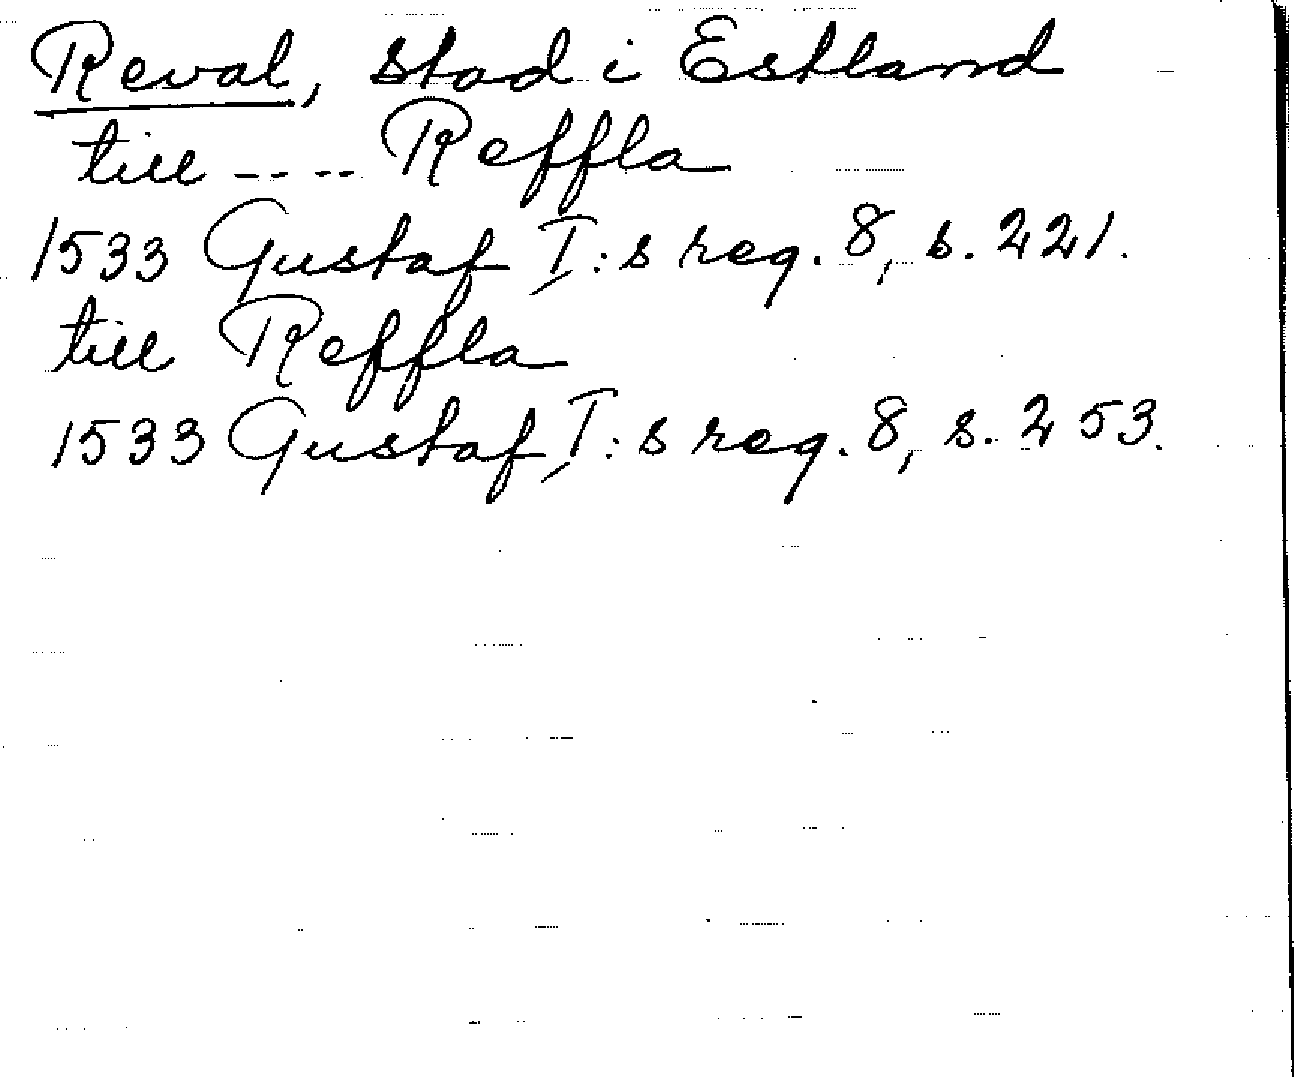 Reval, stad i Estland
till ---- Reffla
1533 Gustaf I:s reg. 8, s. 221.
till Reffla
1533 Gustaf I:s reg. 8, s. 253.